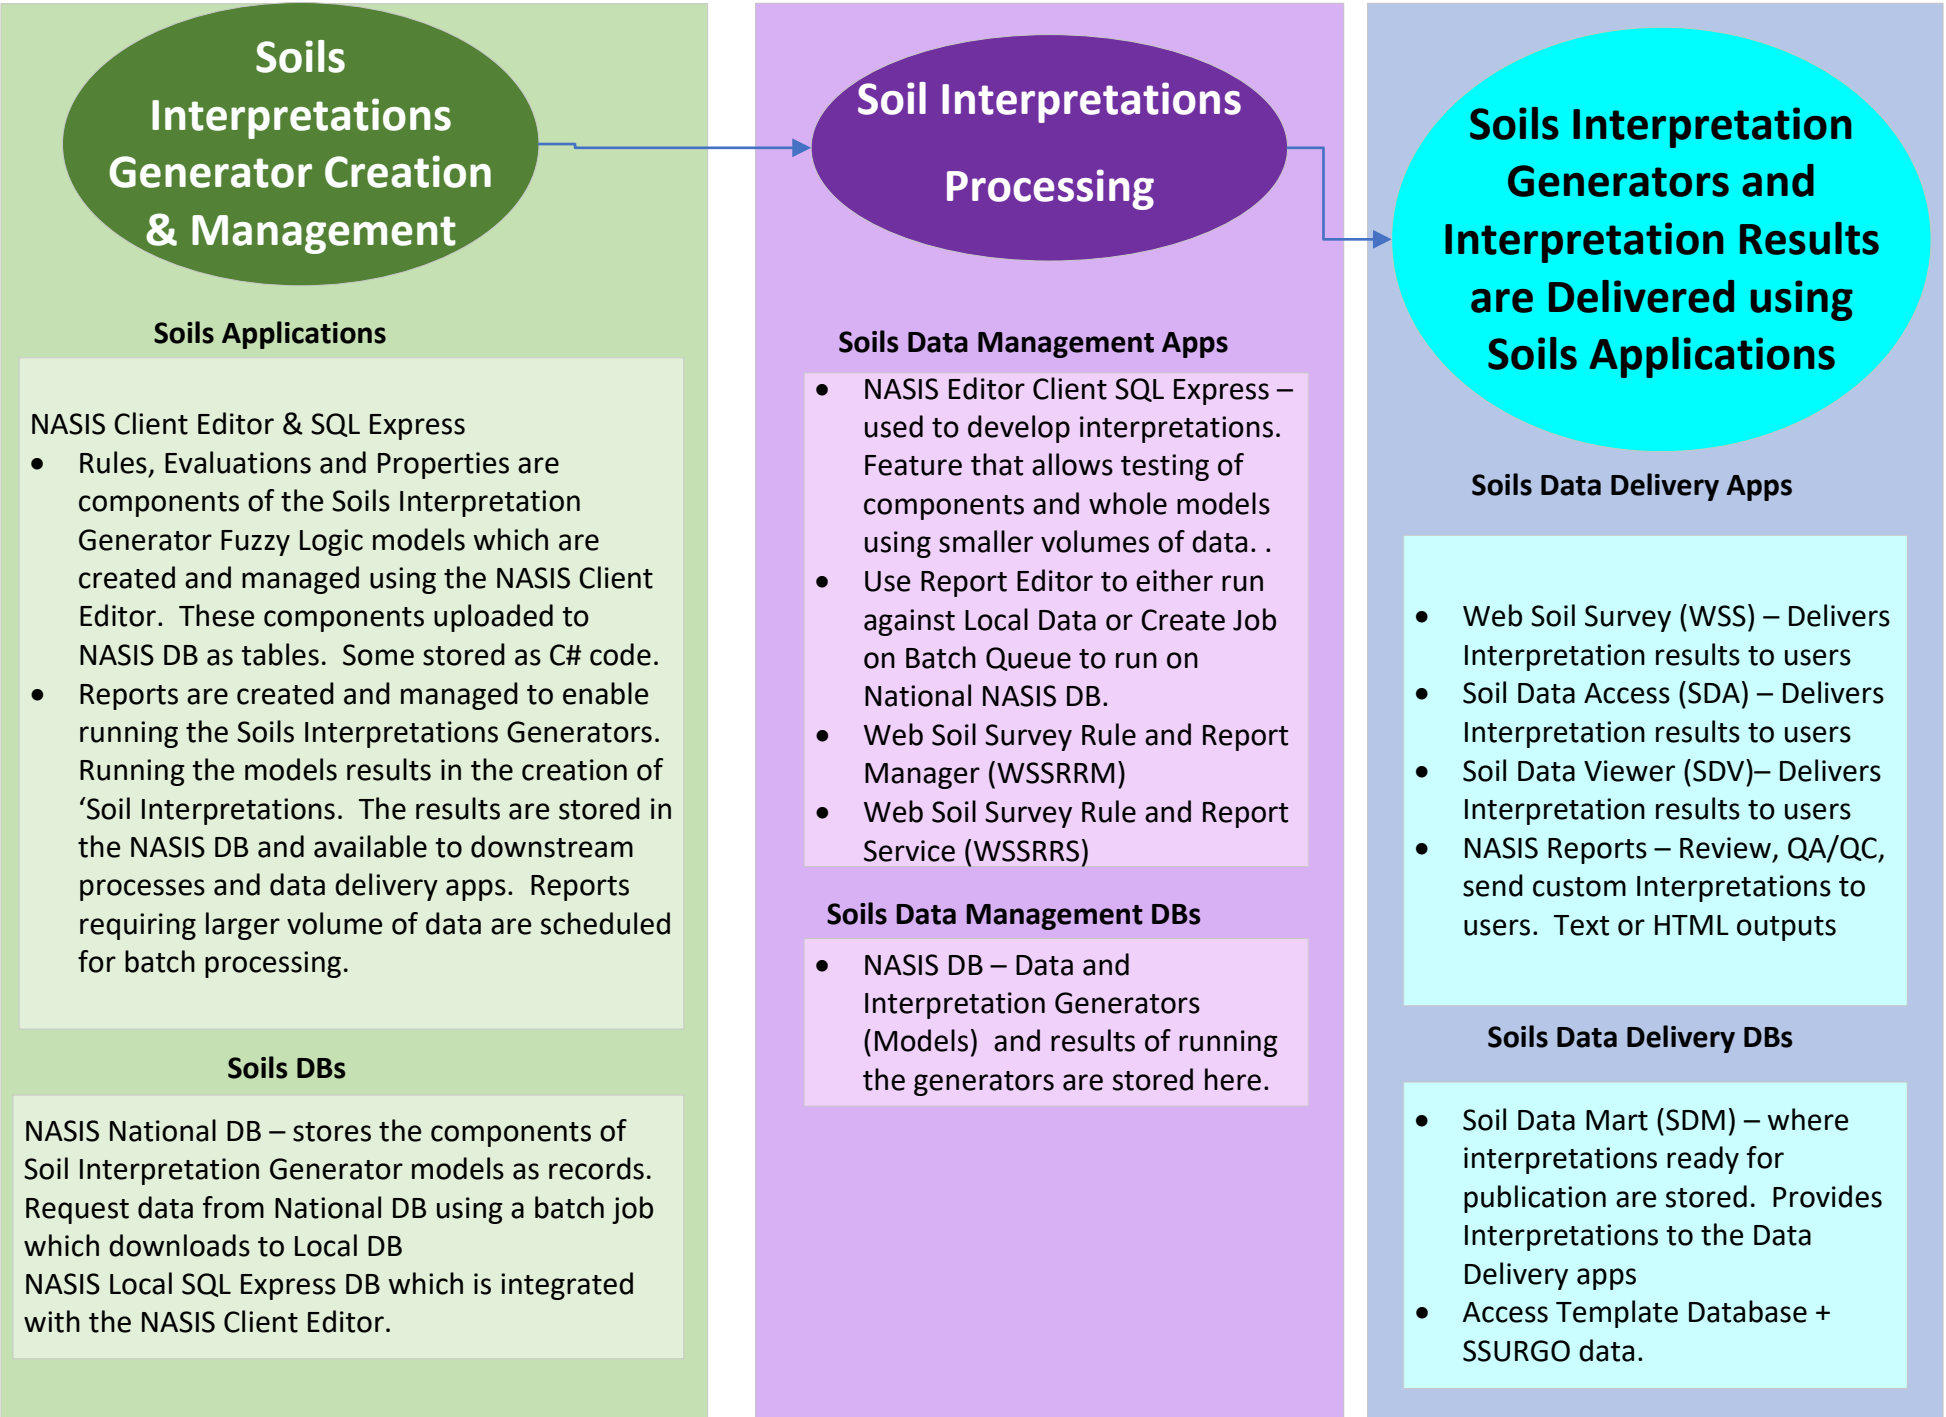 Soils
Interpretations
Generator Creation
& Management
Soils Applications
NASIS Client Editor & SQL Express
• Rules, Evaluations and Properties are
components of the Soils Interpretation
Generator Fuzzy Logic models which are
created and managed using the NASIS Client
Editor.  These components uploaded to
NASIS DB as tables.  Some stored as C# code.
• Reports are created and managed to enable
running the Soils Interpretations Generators.
Running the models results in the creation of
‘Soil Interpretations.  The results are stored in
the NASIS DB and available to downstream
processes and data delivery apps.  Reports
requiring larger volume of data are scheduled
for batch processing.
Soils DBs
NASIS National DB – stores the components of
Soil Interpretation Generator models as records.
Request data from National DB using a batch job
which downloads to Local DB
NASIS Local SQL Express DB which is integrated
with the NASIS Client Editor.
Soil Interpretations
Processing
Soils Data Management Apps
• NASIS Editor Client SQL Express –
used to develop interpretations.
Feature that allows testing of
components and whole models
using smaller volumes of data. .
• Use Report Editor to either run
against Local Data or Create Job
on Batch Queue to run on
National NASIS DB.
• Web Soil Survey Rule and Report
Manager (WSSRRM)
• Web Soil Survey Rule and Report
Service (WSSRRS)
Soils Data Management DBs
• NASIS DB – Data and
Interpretation Generators
(Models)  and results of running
the generators are stored here.
Soils Interpretation
Generators and
Interpretation Results
are Delivered using
Soils Applications
Soils Data Delivery Apps
• Web Soil Survey (WSS) – Delivers
Interpretation results to users
• Soil Data Access (SDA) – Delivers
Interpretation results to users
• Soil Data Viewer (SDV)– Delivers
Interpretation results to users
• NASIS Reports – Review, QA/QC,
send custom Interpretations to
users.  Text or HTML outputs
Soils Data Delivery DBs
• Soil Data Mart (SDM) – where
interpretations ready for
publication are stored.  Provides
Interpretations to the Data
Delivery apps
• Access Template Database +
SSURGO data.